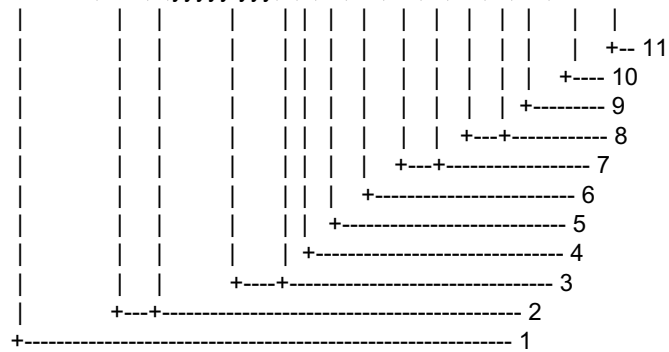 | | | | | | | | | | | | | | | |
| | | | | | | | | | | | | | | +-- 11
| | | | | | | | | | | | | | +---- 10
| | | | | | | | | | | | | +--------- 9
| | | | | | | | | | | +---+------------ 8
| | | | | | | | | +---+------------------ 7
| | | | | | | | +------------------------- 6
| | | | | | | +----------------------------- 5
| | | | | | +-------------------------------- 4
| | | +----+--------------------------------- 3
| +---+--------------------------------------------- 2
+------------------------------------------------------------- 1